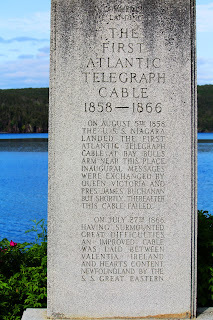 THE
FIRST
ATLANTIC
TELEGRAPH
CABLE
1858—1866
ON AUGUST 5TH 1858
THE U.S.S. NIAGARA
LANDED THE FIRST
ATLANTIC TELEGRAPH
CABLE AT BAY BULLS
ARM NEAR THIS PLACE
INAUGURAL MESSAGES
WERE EXCHANGED BY
QUEEN VICTORIA AND
PRES. JAMES BUCHANAN
BUT SHORTLY THEREAFTER
THIS CABLE FAILED.
ON JULY 27TH 1866
HAVING SURMOUNTED
GREAT DIFFICULTIES
AN IMPROVED CABLE
WAS LAID BETWEEN
VALENTIA, IRELAND
AND HEARTS CONTENT
NEWFOUNDLAND BY THE
S.S. GREAT EASTERN